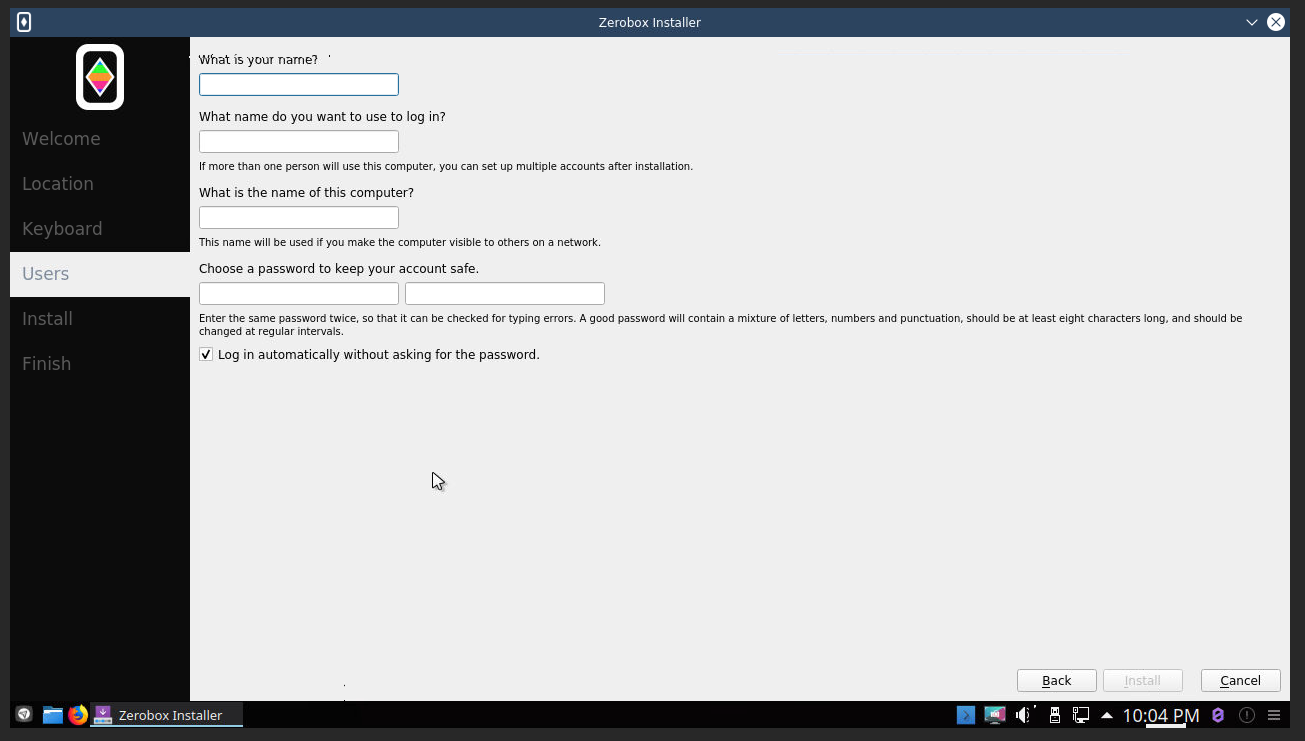 Zerobox Installer
Welcome
Location
Keyboard
Users
Install
Finish
What is your name?
What name do you want to use to log in?
If more than one person will use this computer, you can set up multiple accounts after installation.
What is the name of this computer?
This name will be used if you make the computer visible to others on a network.
Choose a password to keep your account safe.
Enter the same password twice, so that it can be checked for typing errors. A good password will contain a mixture of letters, numbers and punctuation, should be at least eight characters long, and should be
changed at regular intervals.
Log in automatically without asking for the password.
Back Install Cancel
Zerobox Installer 10:04 PM